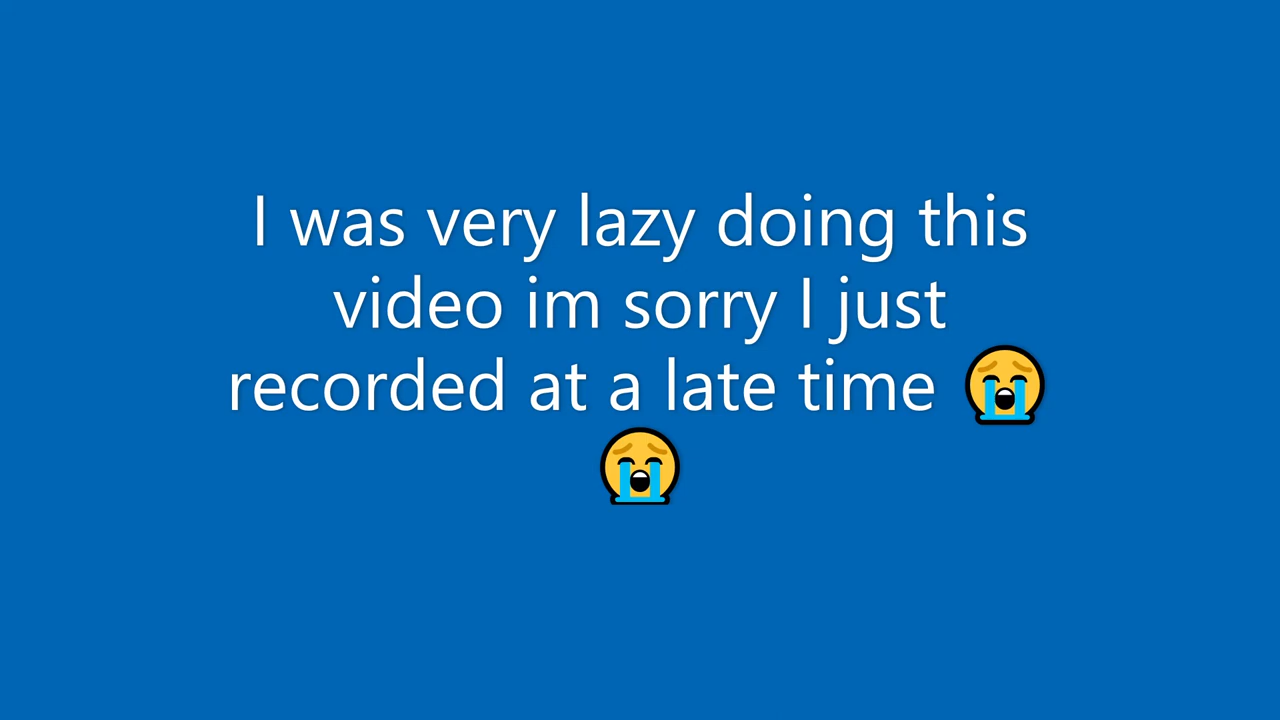 I was very lazy doing this
video im sorry I just
recorded at a late time 😭
😭